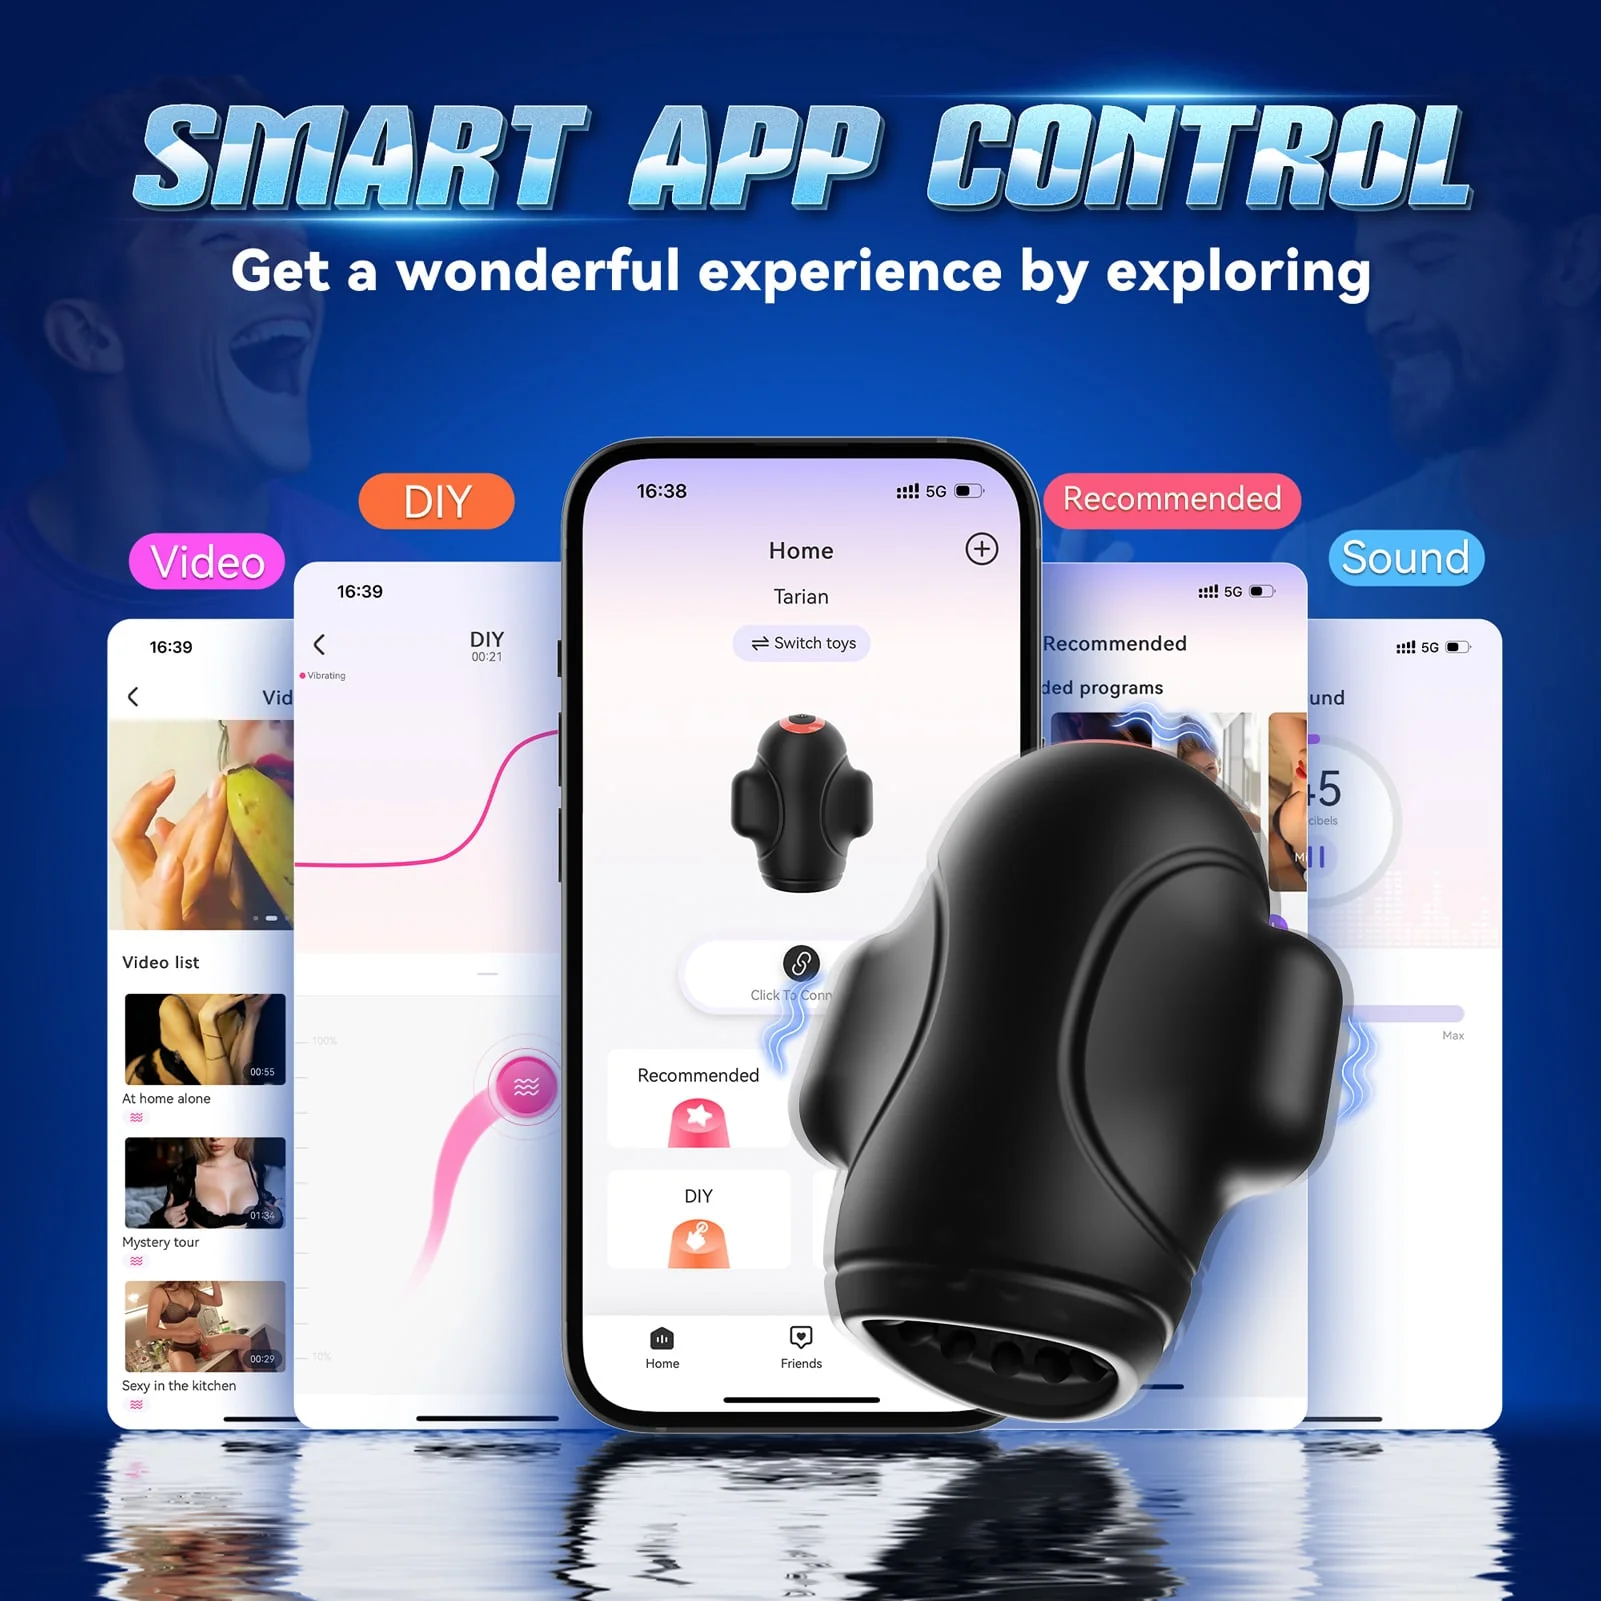 SMART APP CONTROL
Get a wonderful experience by exploring
Video
DIY
Recommended
Sound
16:39
Vid
Video list
00:55
At home alone
01:34
Mystery tour
00:29
Sexy in the kitchen
16:39
DIY
00:21
Vibrating
100%
10%
16:38
5G
Home
Tarian
Switch toys
Click To Conn
Recommended
DIY
Home
Friends
5G
Recommended
ded programs
5G
und
45
cibels
Max